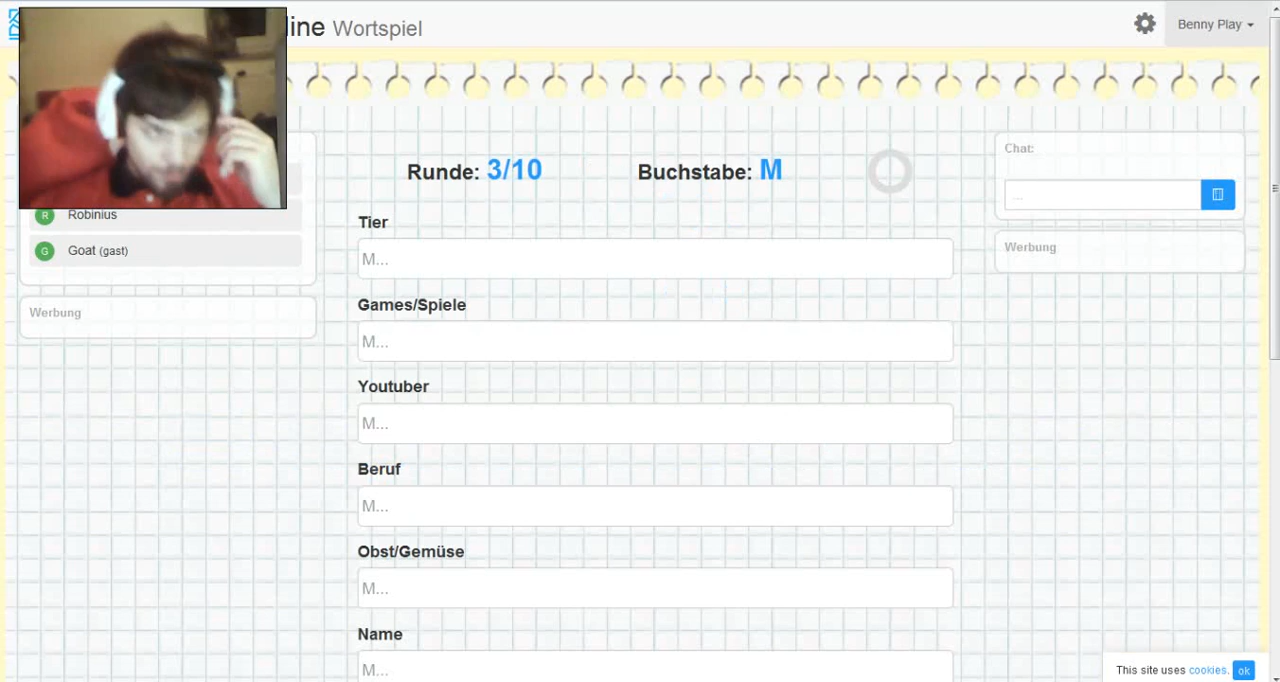 line Wortspiel
Benny Play
Runde: 3/10
Buchstabe: M
Chat:
...
Robinius
R
Goat (gast)
G
Werbung
Werbung
Tier
M...
Games/Spiele
M...
Youtuber
M...
Beruf
M...
Obst/Gemüse
M...
Name
M...
This site uses cookies. ok